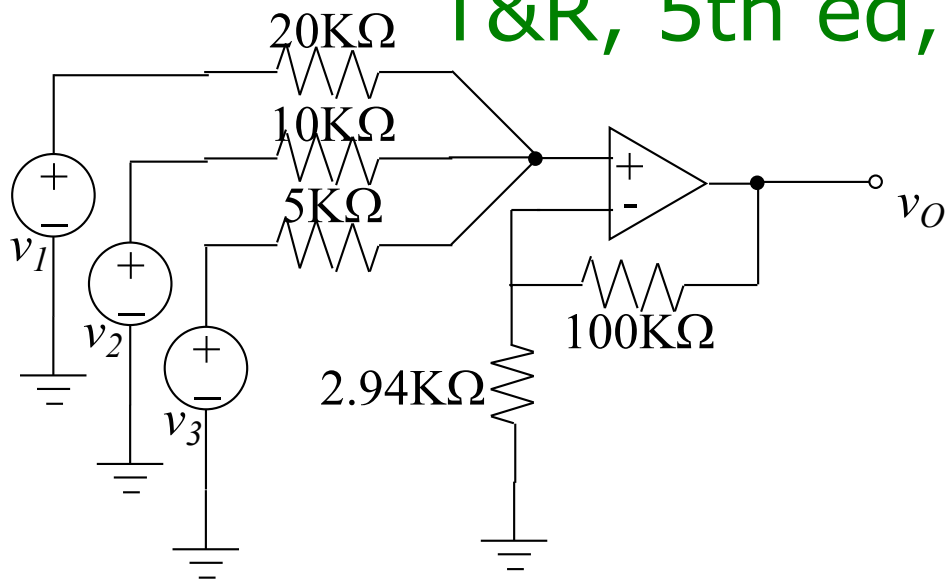 T&R, 5th ed,
20KΩ
10KΩ
5KΩ
+
-
v1
+
-
v2
+
-
v3
+
-
vO
100KΩ
2.94KΩ